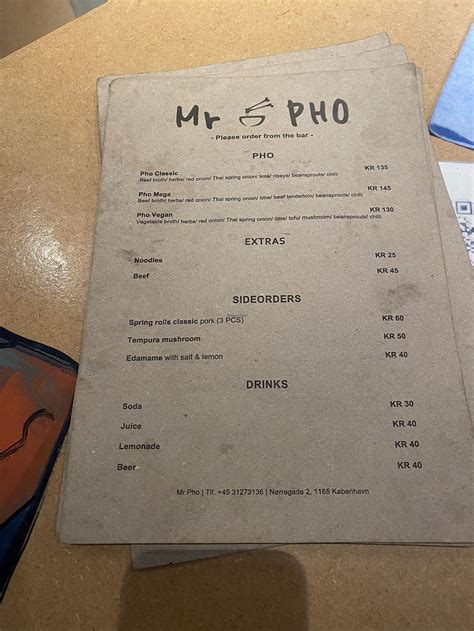 Mr PHO
- Please order from the bar -
PHO
Pho Classic KR 135
Beef broth/ herbs/ red onion/ Thai spring onion/ lime/ ribeye/ beansprouts/ chilli
Pho Mega KR 145
Beef broth/ herbs/ red onion/ Thai spring onion/ lime/ beef tenderloin/ beansprouts/ chilli
Pho Vegan KR 130
Vegetable broth/ herbs/ red onion/ Thai spring onion/ lime/ tofu/ mushroom/ beansprouts/ chilli
EXTRAS
Noodles KR 25
Beef KR 45
SIDEORDERS
Spring rolls classic pork (3 PCS) KR 60
Tempura mushroom KR 50
Edamame with salt & lemon KR 40
DRINKS
Soda KR 30
Juice KR 40
Lemonade KR 40
Beer KR 40
Mr Pho | Tlf. +45 31273136 | Nørregade 2, 1165 København